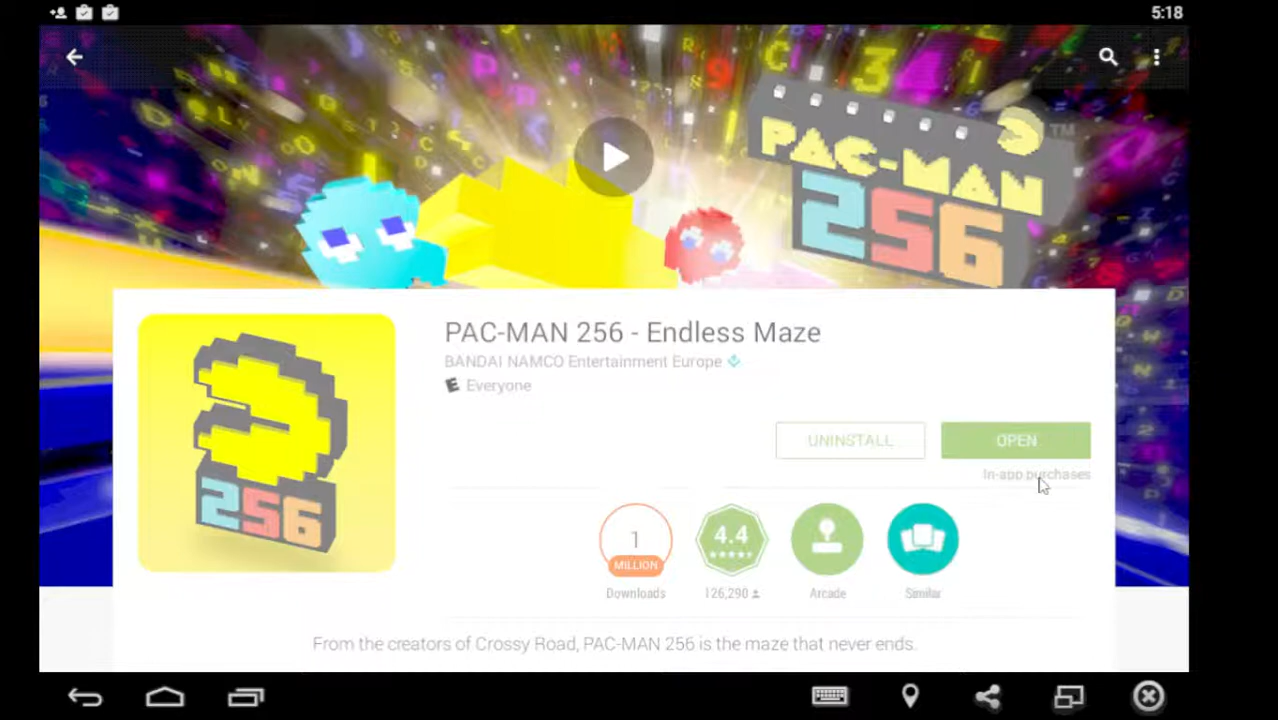 5:18
PAC-MAN
TM
256
PAC-MAN 256 - Endless Maze
BANDAI NAMCO Entertainment Europe
E Everyone
256
UNINSTALL
OPEN
In-app purchases
1
MILLION
4.4
Downloads
126,290
Arcade
Similar
From the creators of Crossy Road, PAC-MAN 256 is the maze that never ends.